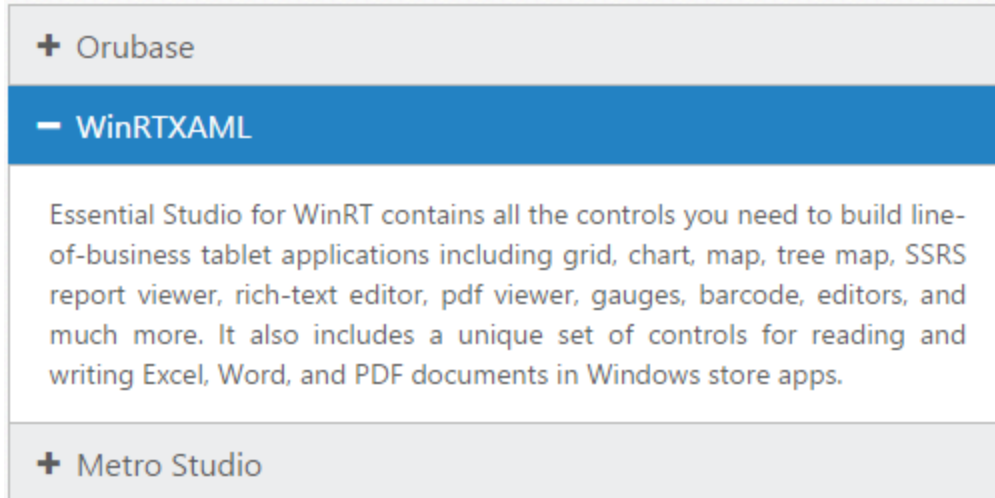 Orubase
WinRTXAML
Essential Studio for WinRT contains all the controls you need to build line-
of-business tablet applications including grid, chart, map, tree map, SSRS
report viewer, rich-text editor, pdf viewer, gauges, barcode, editors, and
much more. It also includes a unique set of controls for reading and
writing Excel, Word, and PDF documents in Windows store apps.
Metro Studio